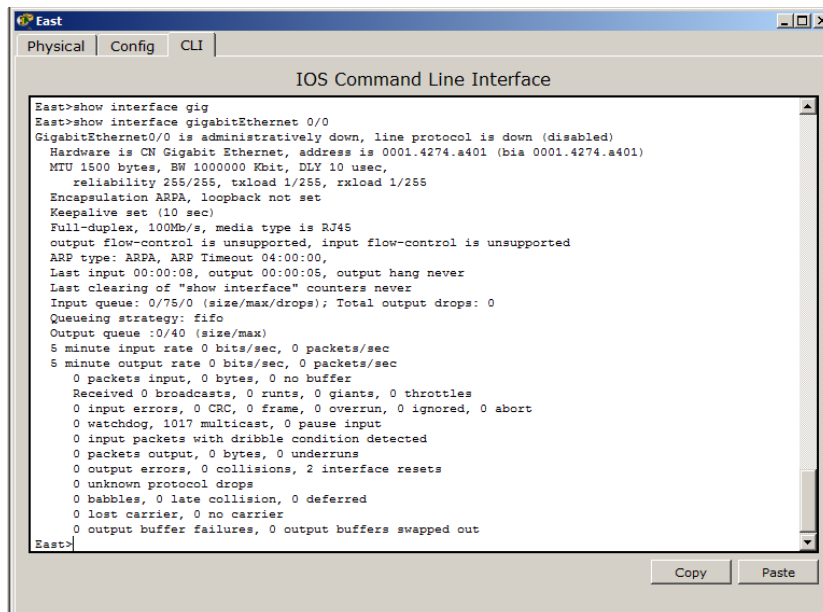 East
Physical
Config
CLI
IOS Command Line Interface
East>show interface gig
East>show interface gigabitEthernet 0/0
GigabitEthernet0/0 is administratively down, line protocol is down (disabled)
Hardware is CN Gigabit Ethernet, address is 0001.4274.a401 (bia 0001.4274.a401)
MTU 1500 bytes, BW 1000000 Kbit, DLY 10 usec,
reliability 255/255, txload 1/255, rxload 1/255
Encapsulation ARPA, loopback not set
Keepalive set (10 sec)
Full-duplex, 100Mb/s, media type is RJ45
output flow-control is unsupported, input flow-control is unsupported
ARP type: ARPA, ARP Timeout 04:00:00,
Last input 00:00:08, output 00:00:05, output hang never
Last clearing of "show interface" counters never
Input queue: 0/75/0 (size/max/drops); Total output drops: 0
Queueing strategy: fifo
Output queue :0/40 (size/max)
5 minute input rate 0 bits/sec, 0 packets/sec
5 minute output rate 0 bits/sec, 0 packets/sec
0 packets input, 0 bytes, 0 no buffer
Received 0 broadcasts, 0 runts, 0 giants, 0 throttles
0 input errors, 0 CRC, 0 frame, 0 overrun, 0 ignored, 0 abort
0 watchdog, 1017 multicast, 0 pause input
0 input packets with dribble condition detected
0 packets output, 0 bytes, 0 underruns
0 output errors, 0 collisions, 2 interface resets
0 unknown protocol drops
0 babbles, 0 late collision, 0 deferred
0 lost carrier, 0 no carrier
0 output buffer failures, 0 output buffers swapped out
East>
Copy
Paste